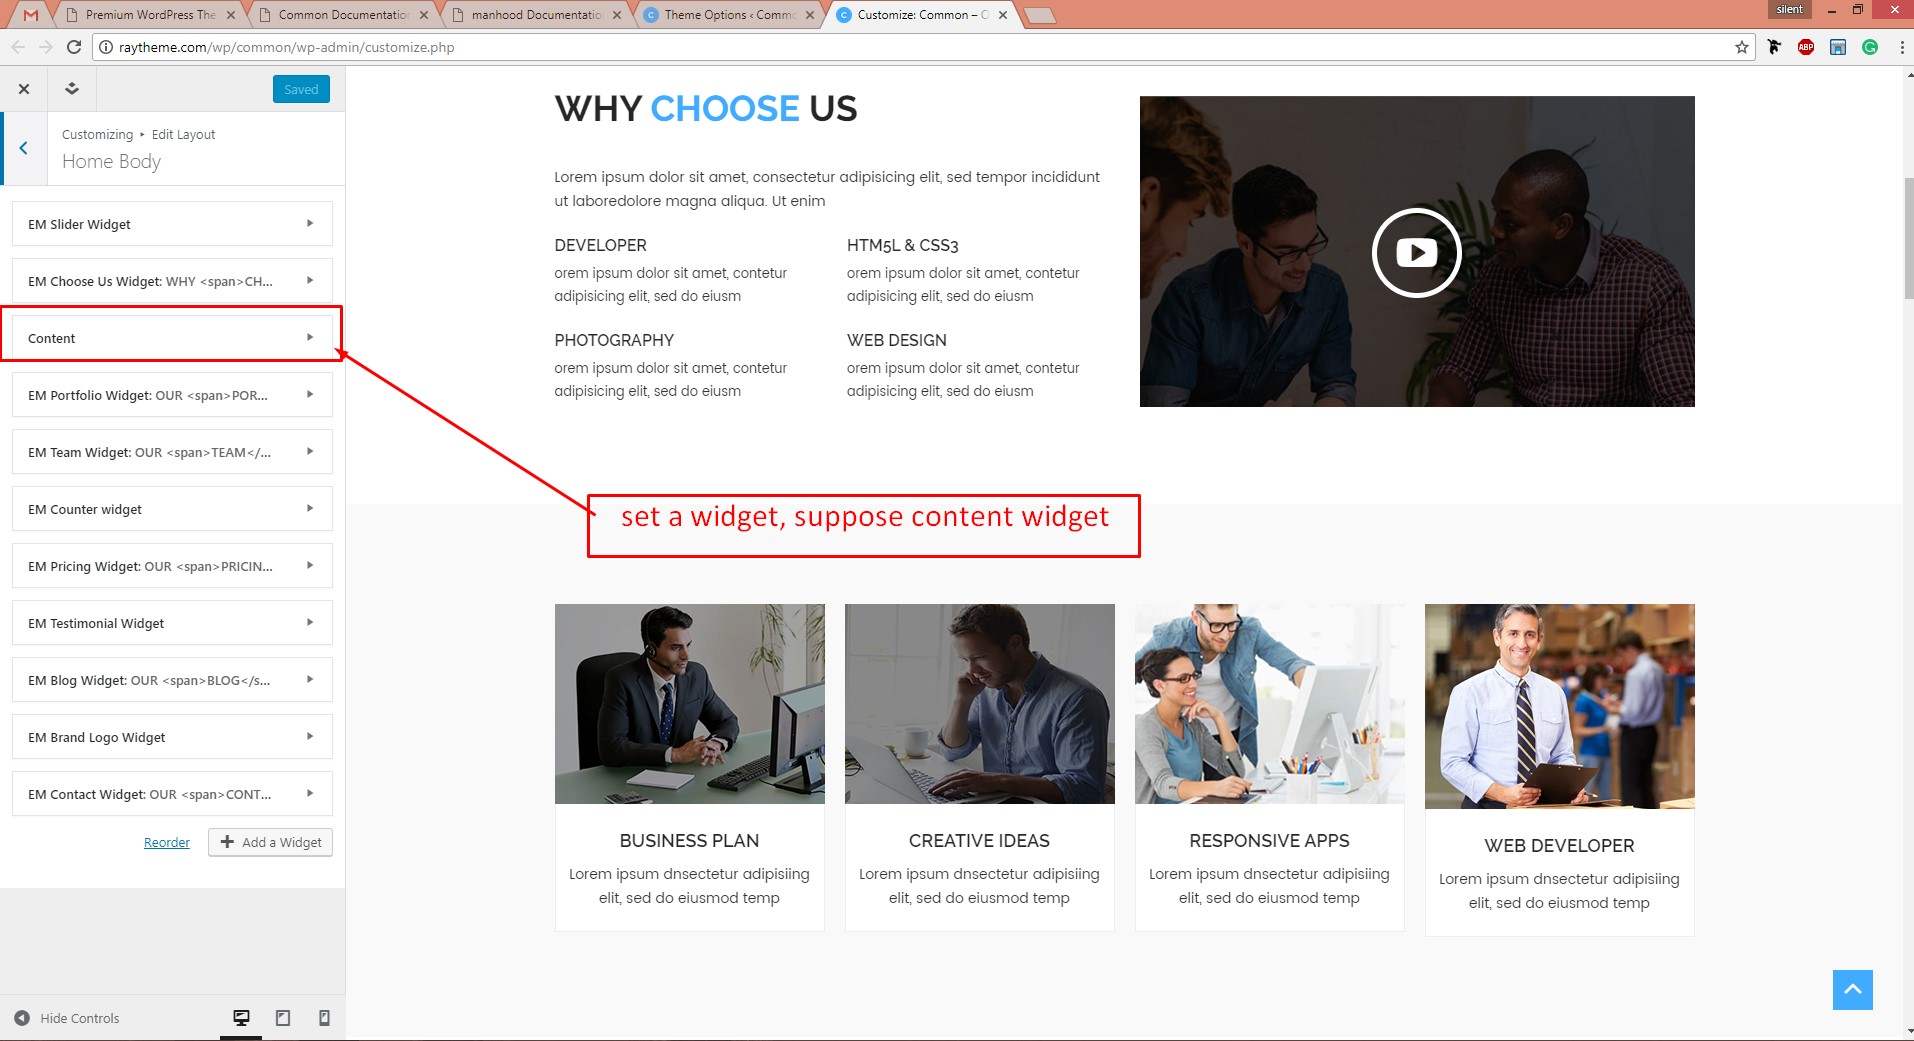 silent
Premium WordPress The
Common Documentation
manhood Documentatio
Theme Options ‹ Commo
Customize: Common – O
raytheme.com/wp/common/wp-admin/customize.php
ABP
Saved
Customizing ▸ Edit Layout
Home Body
EM Slider Widget
EM Choose Us Widget: WHY <span>CH...
Content
EM Portfolio Widget: OUR <span>POR...
EM Team Widget: OUR <span>TEAM</...
EM Counter widget
EM Pricing Widget: OUR <span>PRICIN...
EM Testimonial Widget
EM Blog Widget: OUR <span>BLOG</s...
EM Brand Logo Widget
EM Contact Widget: OUR <span>CONT...
Reorder
Add a Widget
Hide Controls
WHY CHOOSE US
Lorem ipsum dolor sit amet, consectetur adipisicing elit, sed tempor incididunt
ut laboredolore magna aliqua. Ut enim
DEVELOPER
orem ipsum dolor sit amet, contetur
adipisicing elit, sed do eiusm
HTM5L & CSS3
orem ipsum dolor sit amet, contetur
adipisicing elit, sed do eiusm
PHOTOGRAPHY
orem ipsum dolor sit amet, contetur
adipisicing elit, sed do eiusm
WEB DESIGN
orem ipsum dolor sit amet, contetur
adipisicing elit, sed do eiusm
set a widget, suppose content widget
BUSINESS PLAN
Lorem ipsum dnsectetur adipisiing
elit, sed do eiusmod temp
CREATIVE IDEAS
Lorem ipsum dnsectetur adipisiing
elit, sed do eiusmod temp
RESPONSIVE APPS
Lorem ipsum dnsectetur adipisiing
elit, sed do eiusmod temp
WEB DEVELOPER
Lorem ipsum dnsectetur adipisiing
elit, sed do eiusmod temp